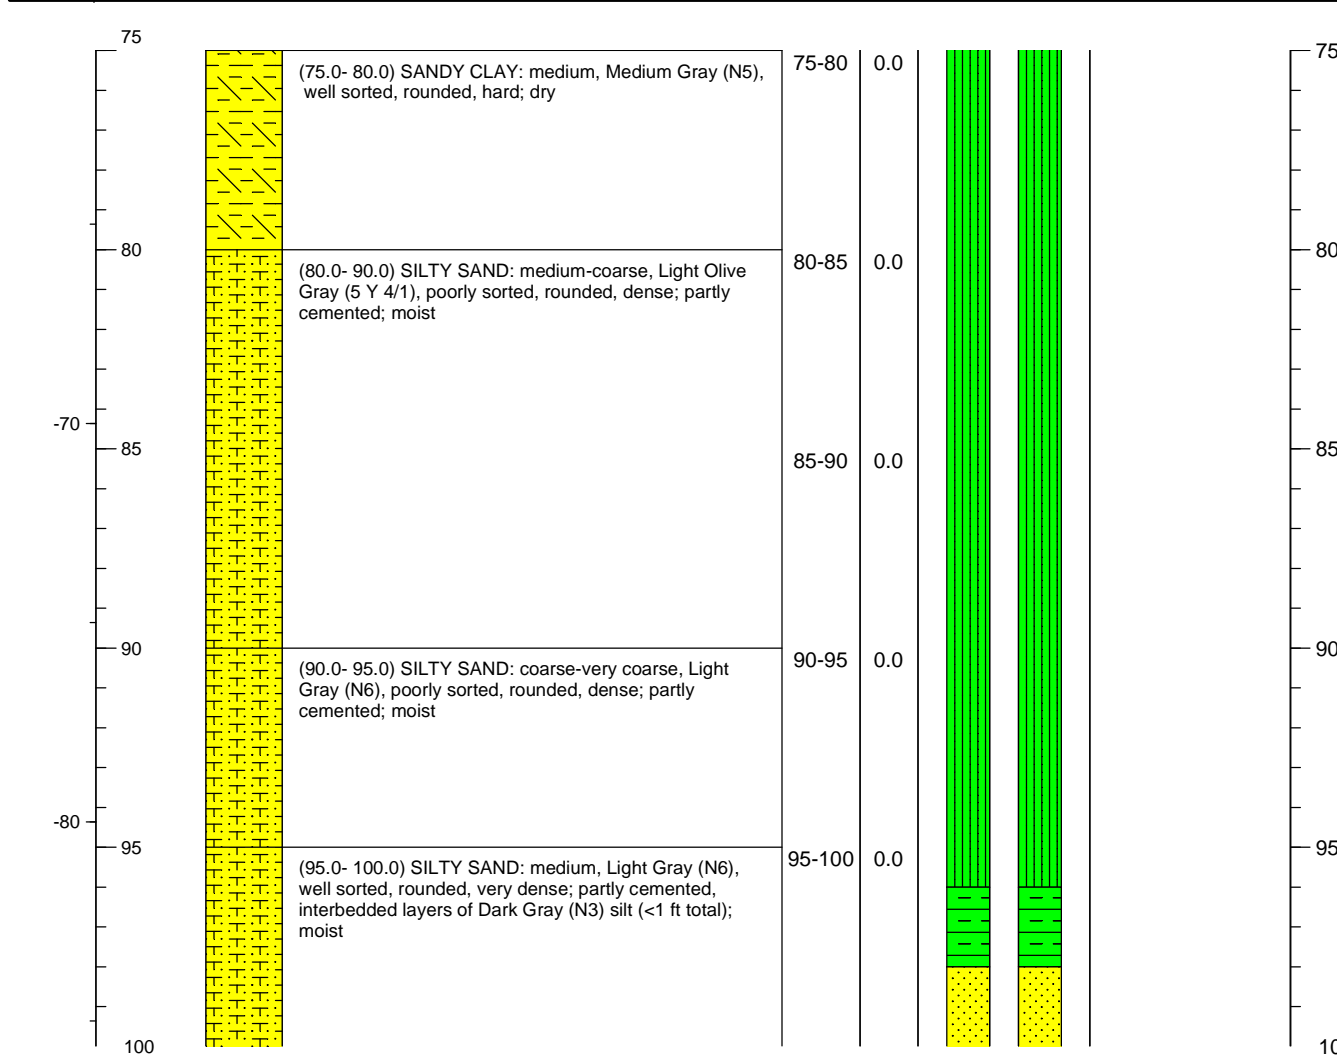 75
(75.0- 80.0) SANDY CLAY: medium, Medium Gray (N5),
well sorted, rounded, hard; dry
75-80
0.0
75
80
(80.0- 90.0) SILTY SAND: medium-coarse, Light Olive
Gray (5 Y 4/1), poorly sorted, rounded, dense; partly
cemented; moist
80-85
0.0
80
-70
85
85-90
0.0
85
90
(90.0- 95.0) SILTY SAND: coarse-very coarse, Light
Gray (N6), poorly sorted, rounded, dense; partly
cemented; moist
90-95
0.0
90
-80
95
(95.0- 100.0) SILTY SAND: medium, Light Gray (N6),
well sorted, rounded, very dense; partly cemented,
interbedded layers of Dark Gray (N3) silt (<1 ft total);
moist
95-100
0.0
95
100
10